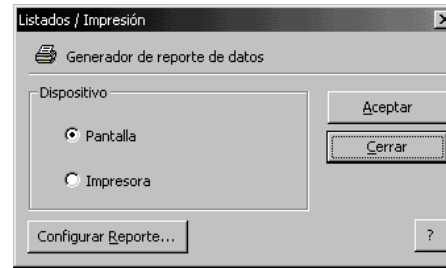 Listados / Impresión
Generador de reporte de datos
Dispositivo
Pantalla
Impresora
Aceptar
Cerrar
Configurar Reporte...
?